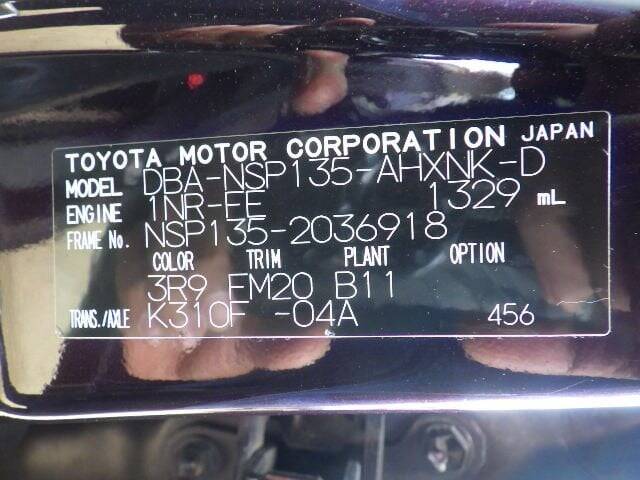 TOYOTA MOTOR CORPORATION JAPAN
MODEL DBA-NSP135-AHXNK-D
ENGINE 1NR-FE 1329 mL
FRAME No. NSP135-2036918
COLOR TRIM PLANT OPTION
3R9 FM20 B11
TRANS./AXLE K310F -04A 456